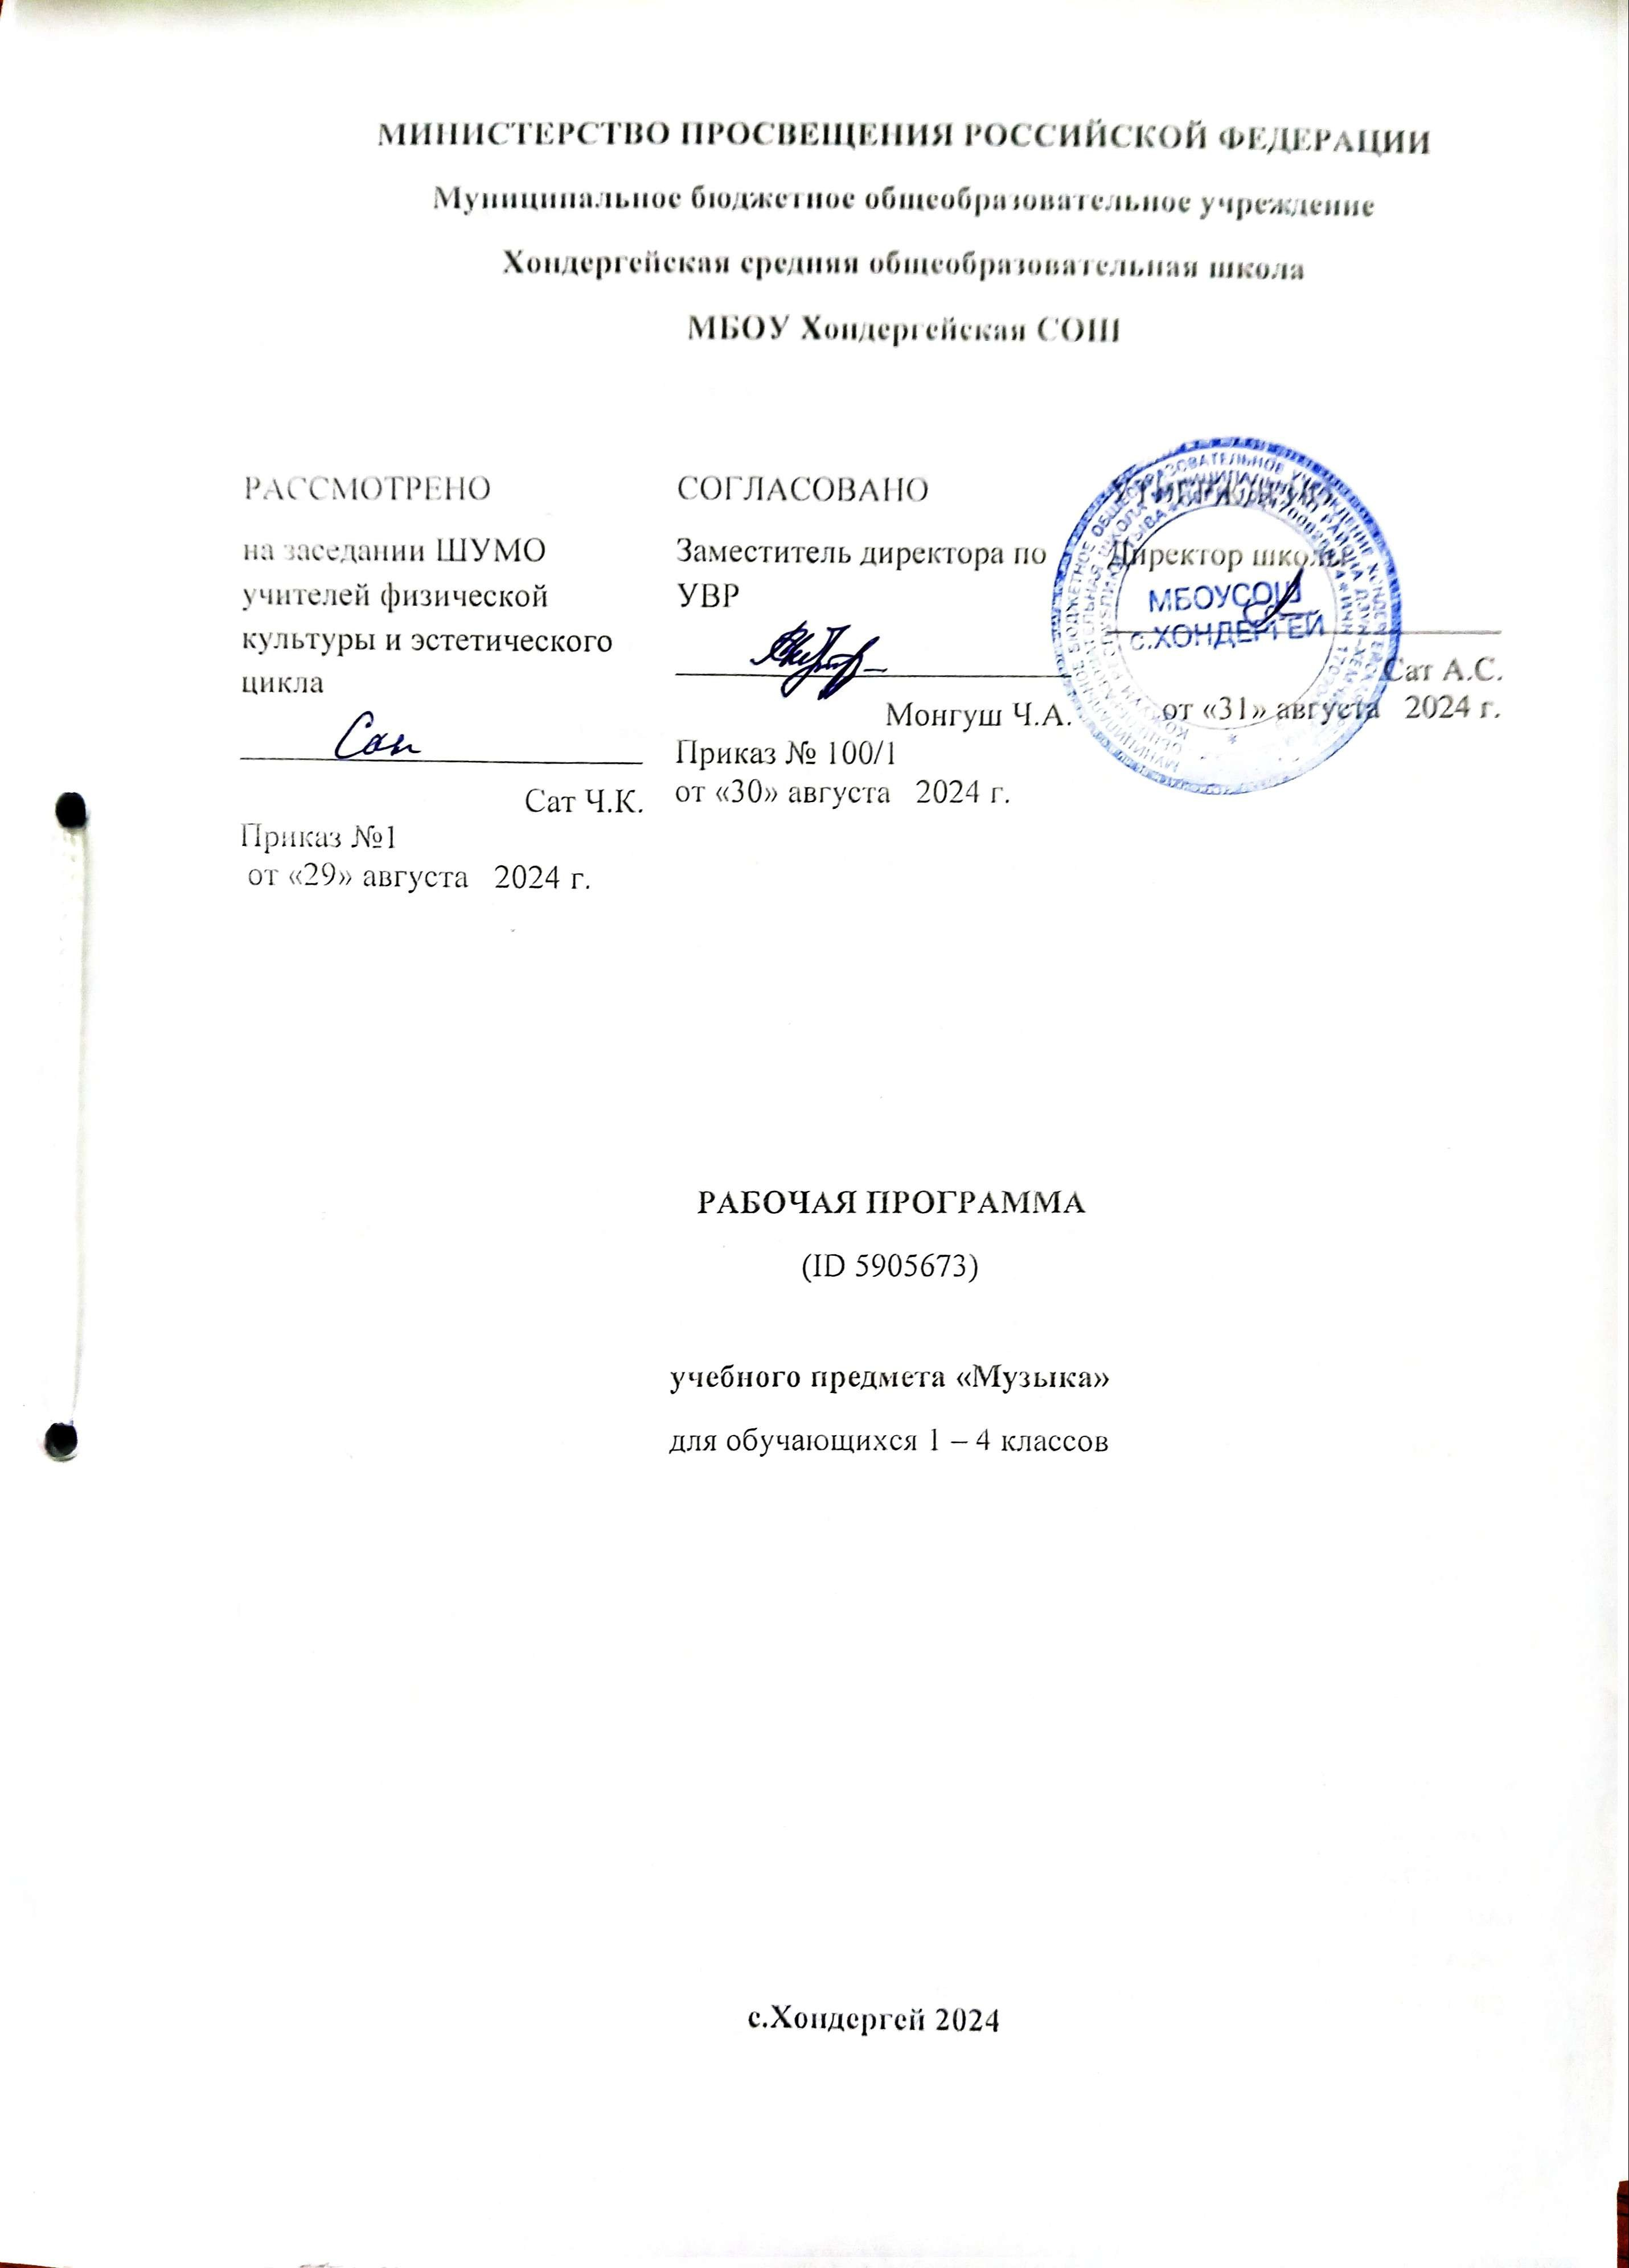 МИНИСТЕРСТВО ПРОСВЕЩЕНИЯ РОССИЙСКОЙ ФЕДЕРАЦИИ
Муниципальное бюджетное общеобразовательное учреждение
Хондергейская средняя общеобразовательная школа
МБОУ Хондергейская СОШ
РАССМОТРЕНО
на заседании ШУМО
учителей физической
культуры и эстетического
цикла
Сат
Сат Ч.К.
Приказ №1
от «29» августа 2024 г.
СОГЛАСОВАНО
Заместитель директора по
УВР
Монгуш Ч.А.
Приказ № 100/1
от «30» августа 2024 г.
Директор школы
МБОУСОШ
с.ХОНДЕРГЕЙ
Сат А.С.
от «31» августа 2024 г.
РАБОЧАЯ ПРОГРАММА
(ID 5905673)
учебного предмета «Музыка»
для обучающихся 1 – 4 классов
с.Хондергей 2024